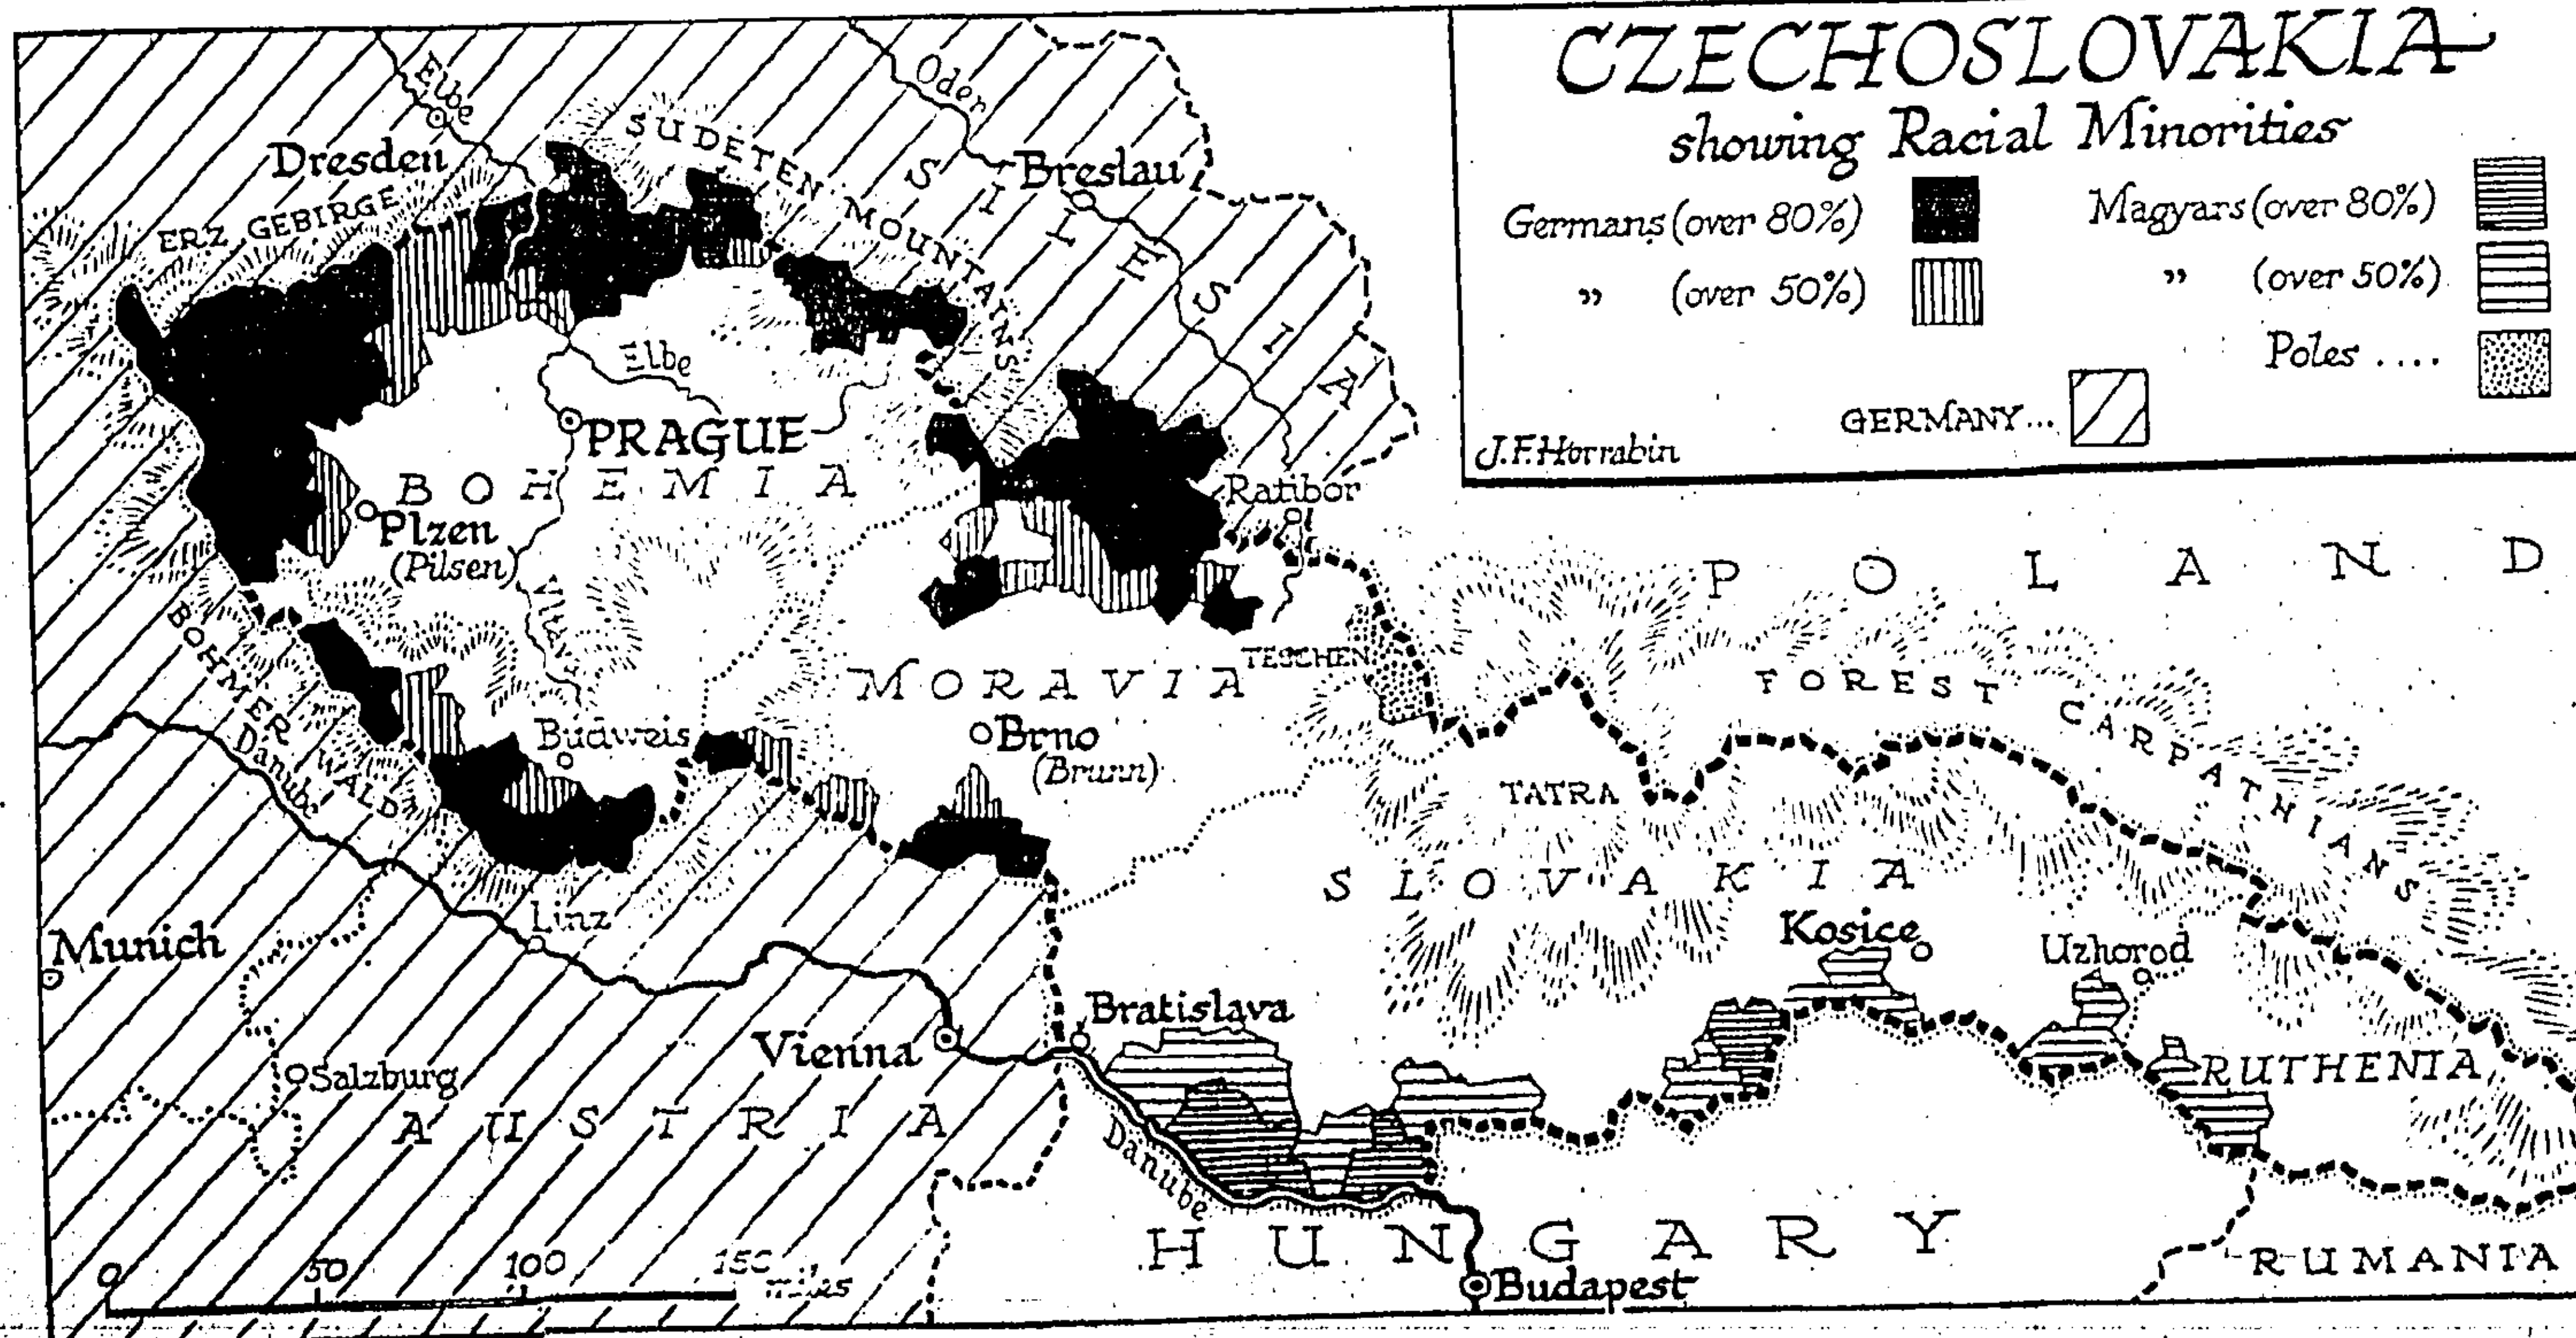 CZECHOSLOVAKIA
showing Racial Minorities
Germans (over 80%)
Magyars (over 80%)
" (over 50%)
" (over 50%)
Poles ....
GERMANY...
J.F. Horrabin
Elbe
Oder
Dresden
SUDETEN MOUNTAINS
SILESIA
Breslau
ERZ GEBIRGE
Elbe
PRAGUE
BOHEMIA
Ratibor
Plzen
(Pilsen)
POLAND
BOHMER WALD
TESCHEN
MORAVIA
FOREST CARPATHIANS
Budweis
Brno
(Brunn)
Danube
TATRA
SLOVAKIA
Linz
Munich
Kosice
Uzhorod
Bratislava
Vienna
Salzburg
RUTHENIA
AUSTRIA
Danube
HUNGARY
RUMANIA
Budapest
0 50 100 150